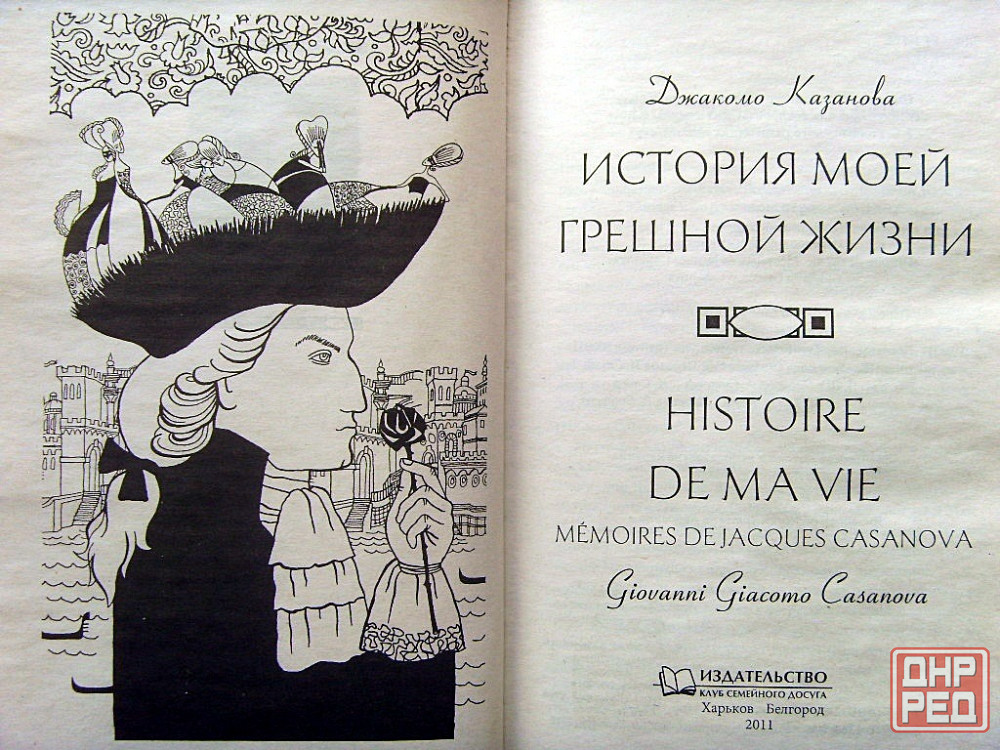 Джакомо Казанова
ИСТОРИЯ МОЕЙ
ГРЕШНОЙ ЖИЗНИ
HISTOIRE
DE MA VIE
MÉMOIRES DE JACQUES CASANOVA
Giovanni Giacomo Casanova
ИЗДАТЕЛЬСТВО
КЛУБ СЕМЕЙНОГО ДОСУГА
Харьков Белгород
2011
ДНР
РЕД